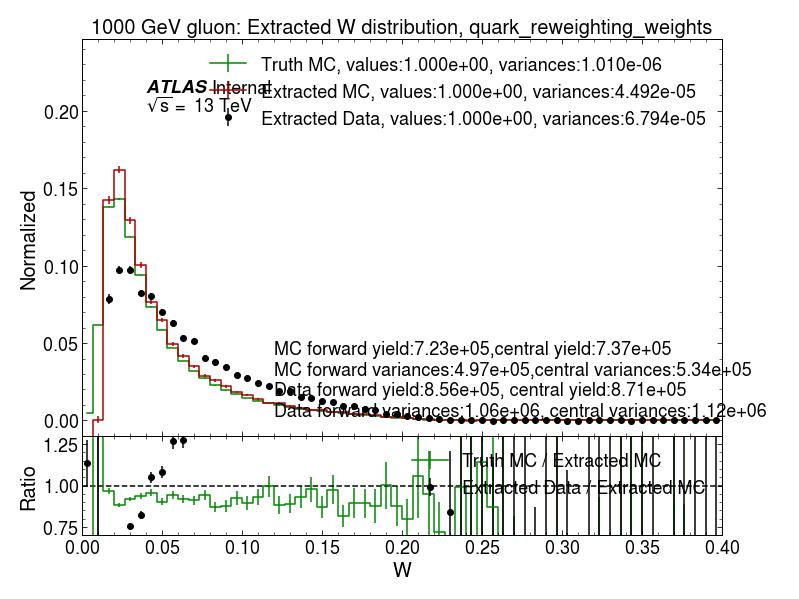 1000 GeV gluon: Extracted W distribution, quark_reweighting_weights
Truth MC, values:1.000e+00, variances:1.010e-06
ATLAS Internal
Extracted MC, values:1.000e+00, variances:4.492e-05
√s = 13 TeV
Extracted Data, values:1.000e+00, variances:6.794e-05
0.20
0.15
Normalized
0.10
0.05
MC forward yield:7.23e+05,central yield:7.37e+05
MC forward variances:4.97e+05,central variances:5.34e+05
Data forward yield:8.56e+05, central yield:8.71e+05
Data forward variances:1.06e+06, central variances:1.12e+06
0.00
1.25
Truth MC / Extracted MC
Ratio
1.00
Extracted Data / Extracted MC
0.75
0.00 0.05 0.10 0.15 0.20 0.25 0.30 0.35 0.40
W